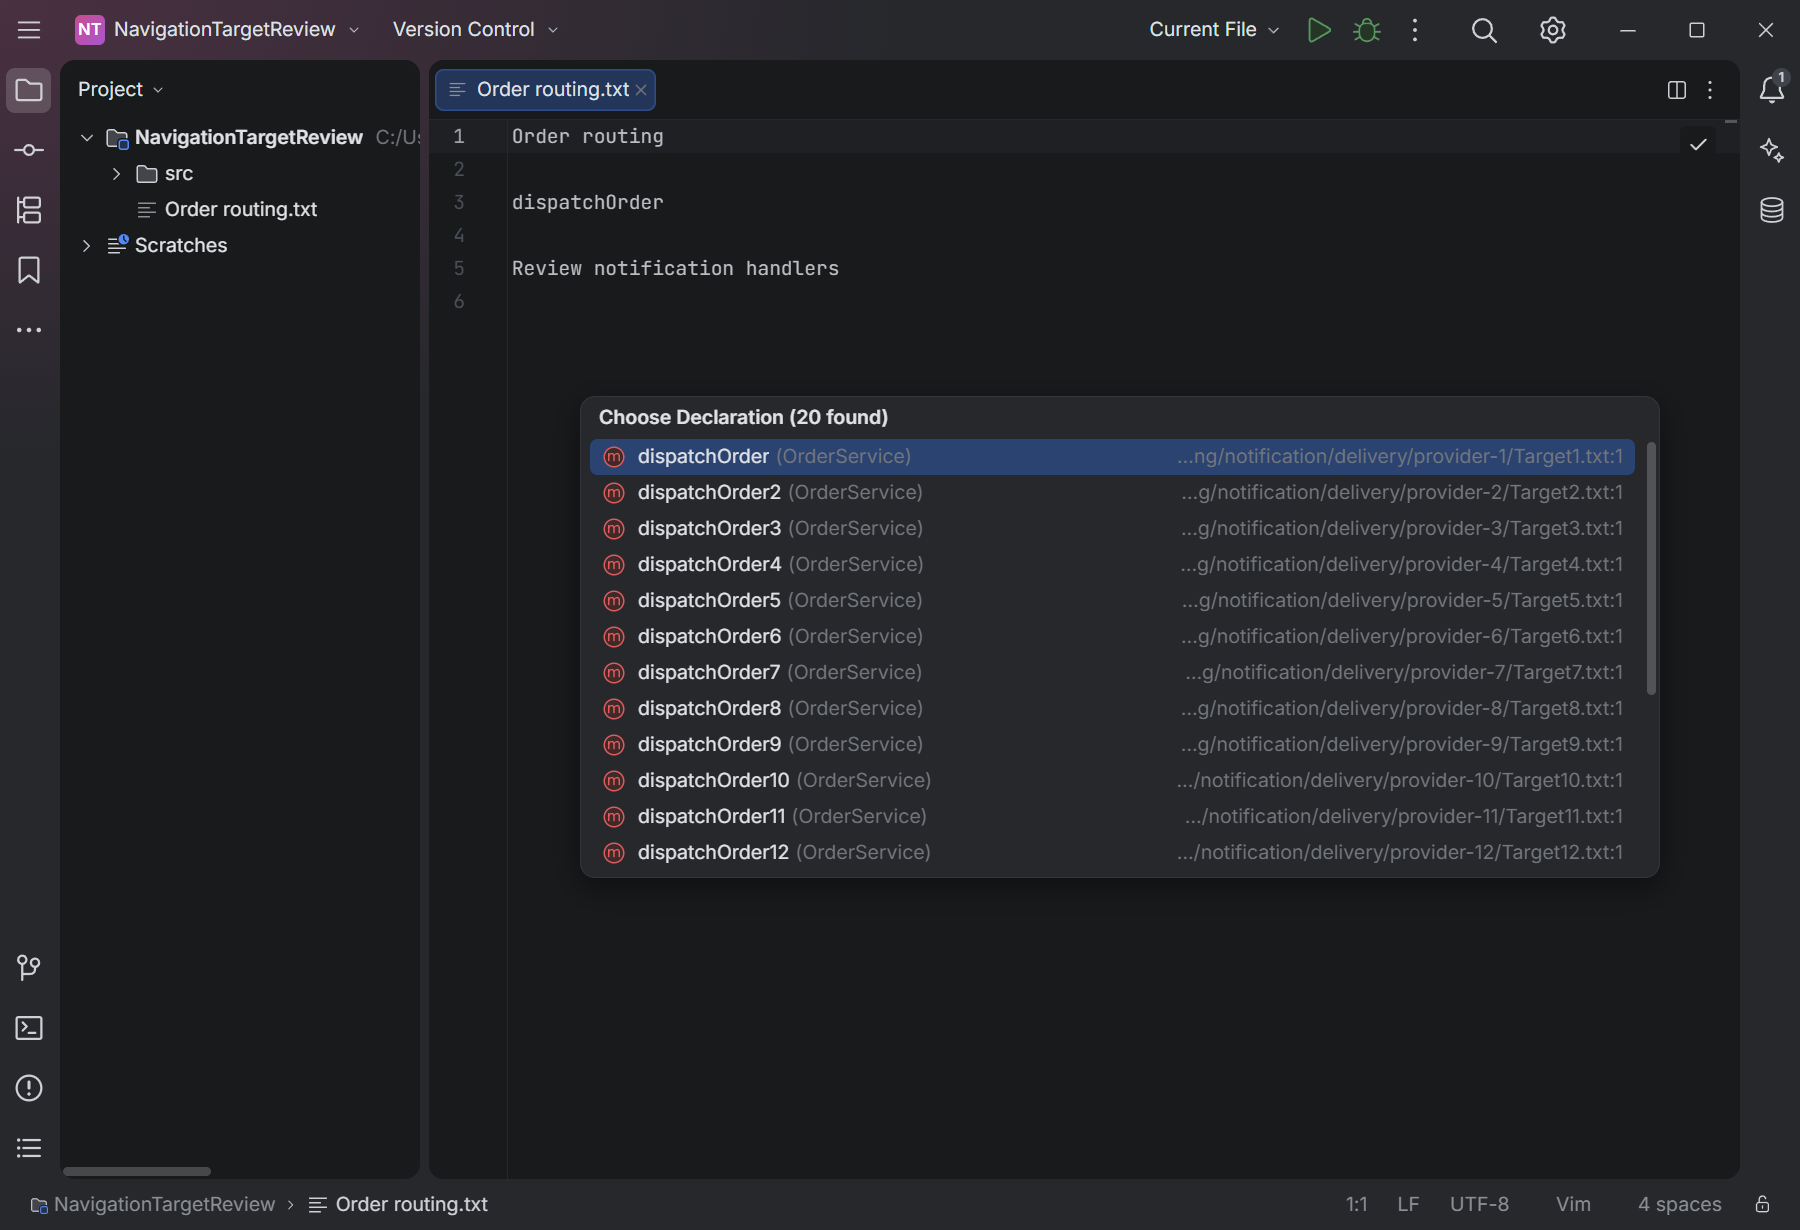 NT NavigationTargetReview Version Control Current File
Project
Order routing.txt
1
NavigationTargetReview C:/Us
src
Order routing.txt
Scratches
1 Order routing
2
3 dispatchOrder
4
5 Review notification handlers
6
Choose Declaration (20 found)
m dispatchOrder (OrderService) ...ng/notification/delivery/provider-1/Target1.txt:1
m dispatchOrder2 (OrderService) ...g/notification/delivery/provider-2/Target2.txt:1
m dispatchOrder3 (OrderService) ...g/notification/delivery/provider-3/Target3.txt:1
m dispatchOrder4 (OrderService) ...g/notification/delivery/provider-4/Target4.txt:1
m dispatchOrder5 (OrderService) ...g/notification/delivery/provider-5/Target5.txt:1
m dispatchOrder6 (OrderService) ...g/notification/delivery/provider-6/Target6.txt:1
m dispatchOrder7 (OrderService) ...g/notification/delivery/provider-7/Target7.txt:1
m dispatchOrder8 (OrderService) ...g/notification/delivery/provider-8/Target8.txt:1
m dispatchOrder9 (OrderService) ...g/notification/delivery/provider-9/Target9.txt:1
m dispatchOrder10 (OrderService) .../notification/delivery/provider-10/Target10.txt:1
m dispatchOrder11 (OrderService) .../notification/delivery/provider-11/Target11.txt:1
m dispatchOrder12 (OrderService) .../notification/delivery/provider-12/Target12.txt:1
NavigationTargetReview › Order routing.txt 1:1 LF UTF-8 Vim 4 spaces